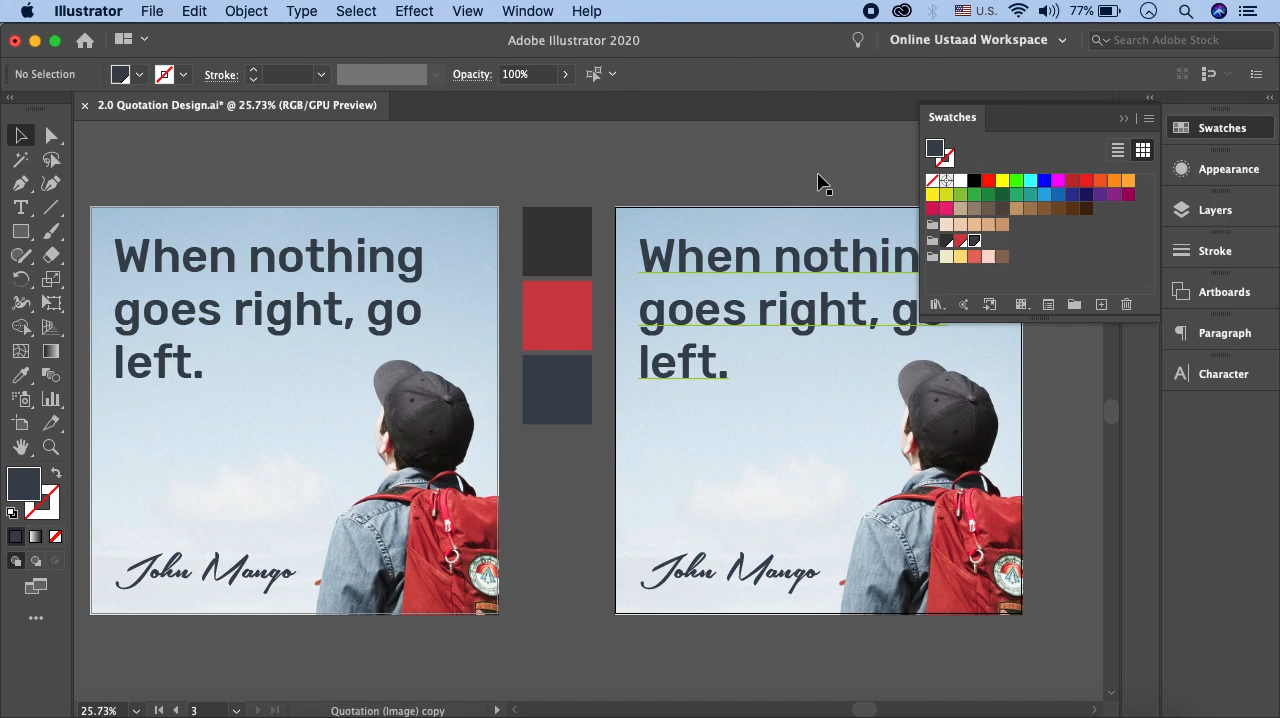 Illustrator File Edit Object Type Select Effect View Window Help U.S. 77%
Adobe Illustrator 2020 Online Ustaad Workspace Search Adobe Stock
No Selection Stroke: Opacity: 100%
× 2.0 Quotation Design.ai* @ 25.73% (RGB/GPU Preview)
Swatches
Swatches
Appearance
Layers
Stroke
Artboards
Paragraph
Character
When nothing
goes right, go
left.
John Mango
When nothin
goes right, go
left.
John Mango
25.73% 3 Quotation (Image) copy